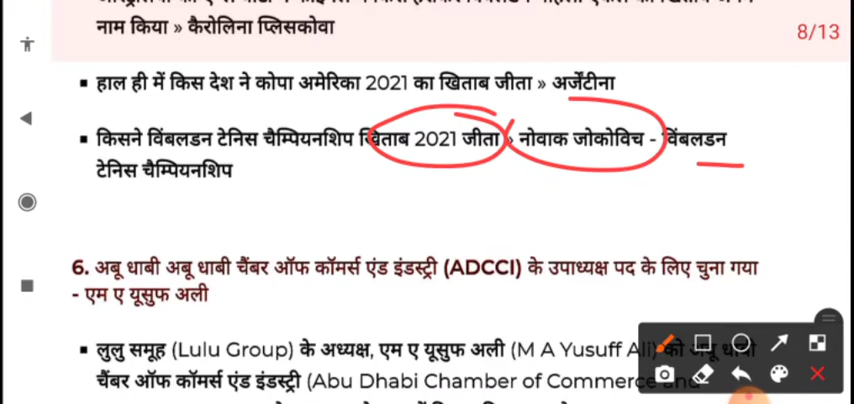 नाम किया » कैरोलिना प्लिसकोवा
8/13
▪ हाल ही में किस देश ने कोपा अमेरिका 2021 का खिताब जीता » अर्जेंटीना
▪ किसने विंबलडन टेनिस चैम्पियनशिप खिताब 2021 जीता » नोवाक जोकोविच - विंबलडन
टेनिस चैम्पियनशिप
6. अबू धाबी अबू धाबी चैंबर ऑफ कॉमर्स एंड इंडस्ट्री (ADCCI) के उपाध्यक्ष पद के लिए चुना गया
- एम ए यूसुफ अली
▪ लुलु समूह (Lulu Group) के अध्यक्ष, एम ए यूसुफ अली (M A Yusuff Ali) को अबू धाबी
चैंबर ऑफ कॉमर्स एंड इंडस्ट्री (Abu Dhabi Chamber of Commerce and